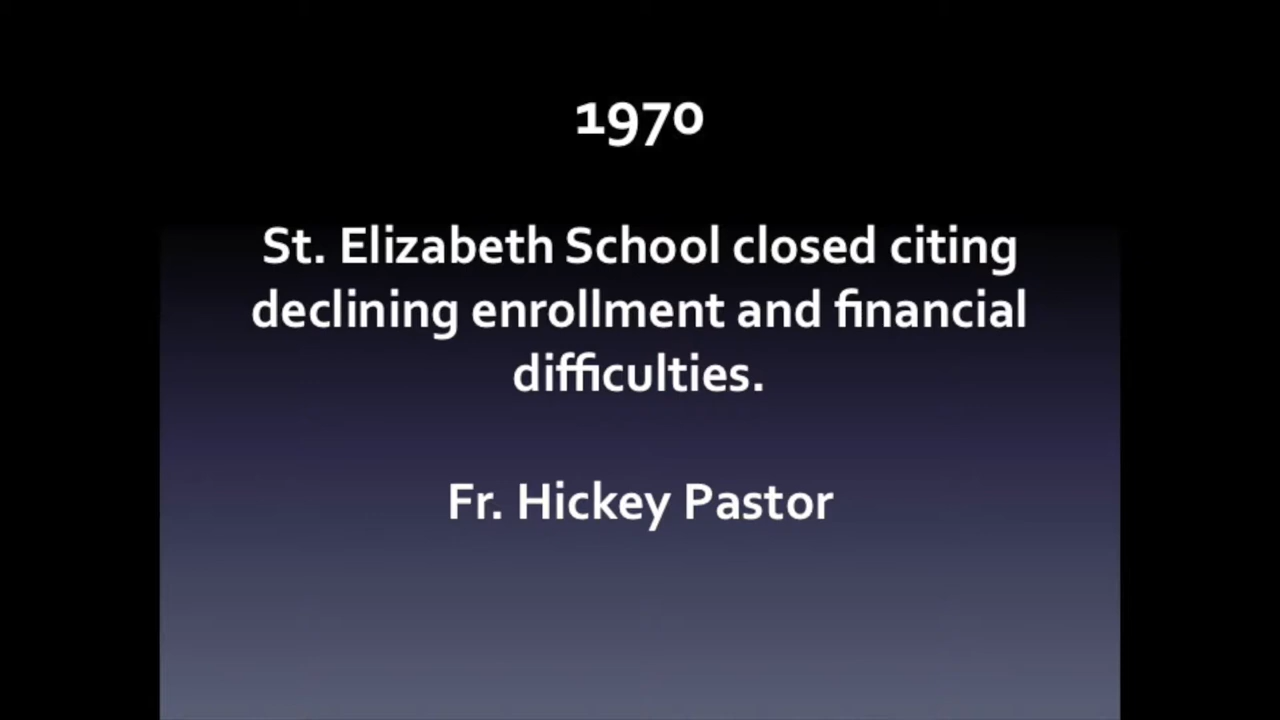 1970
St. Elizabeth School closed citing
declining enrollment and financial
difficulties.
Fr. Hickey Pastor